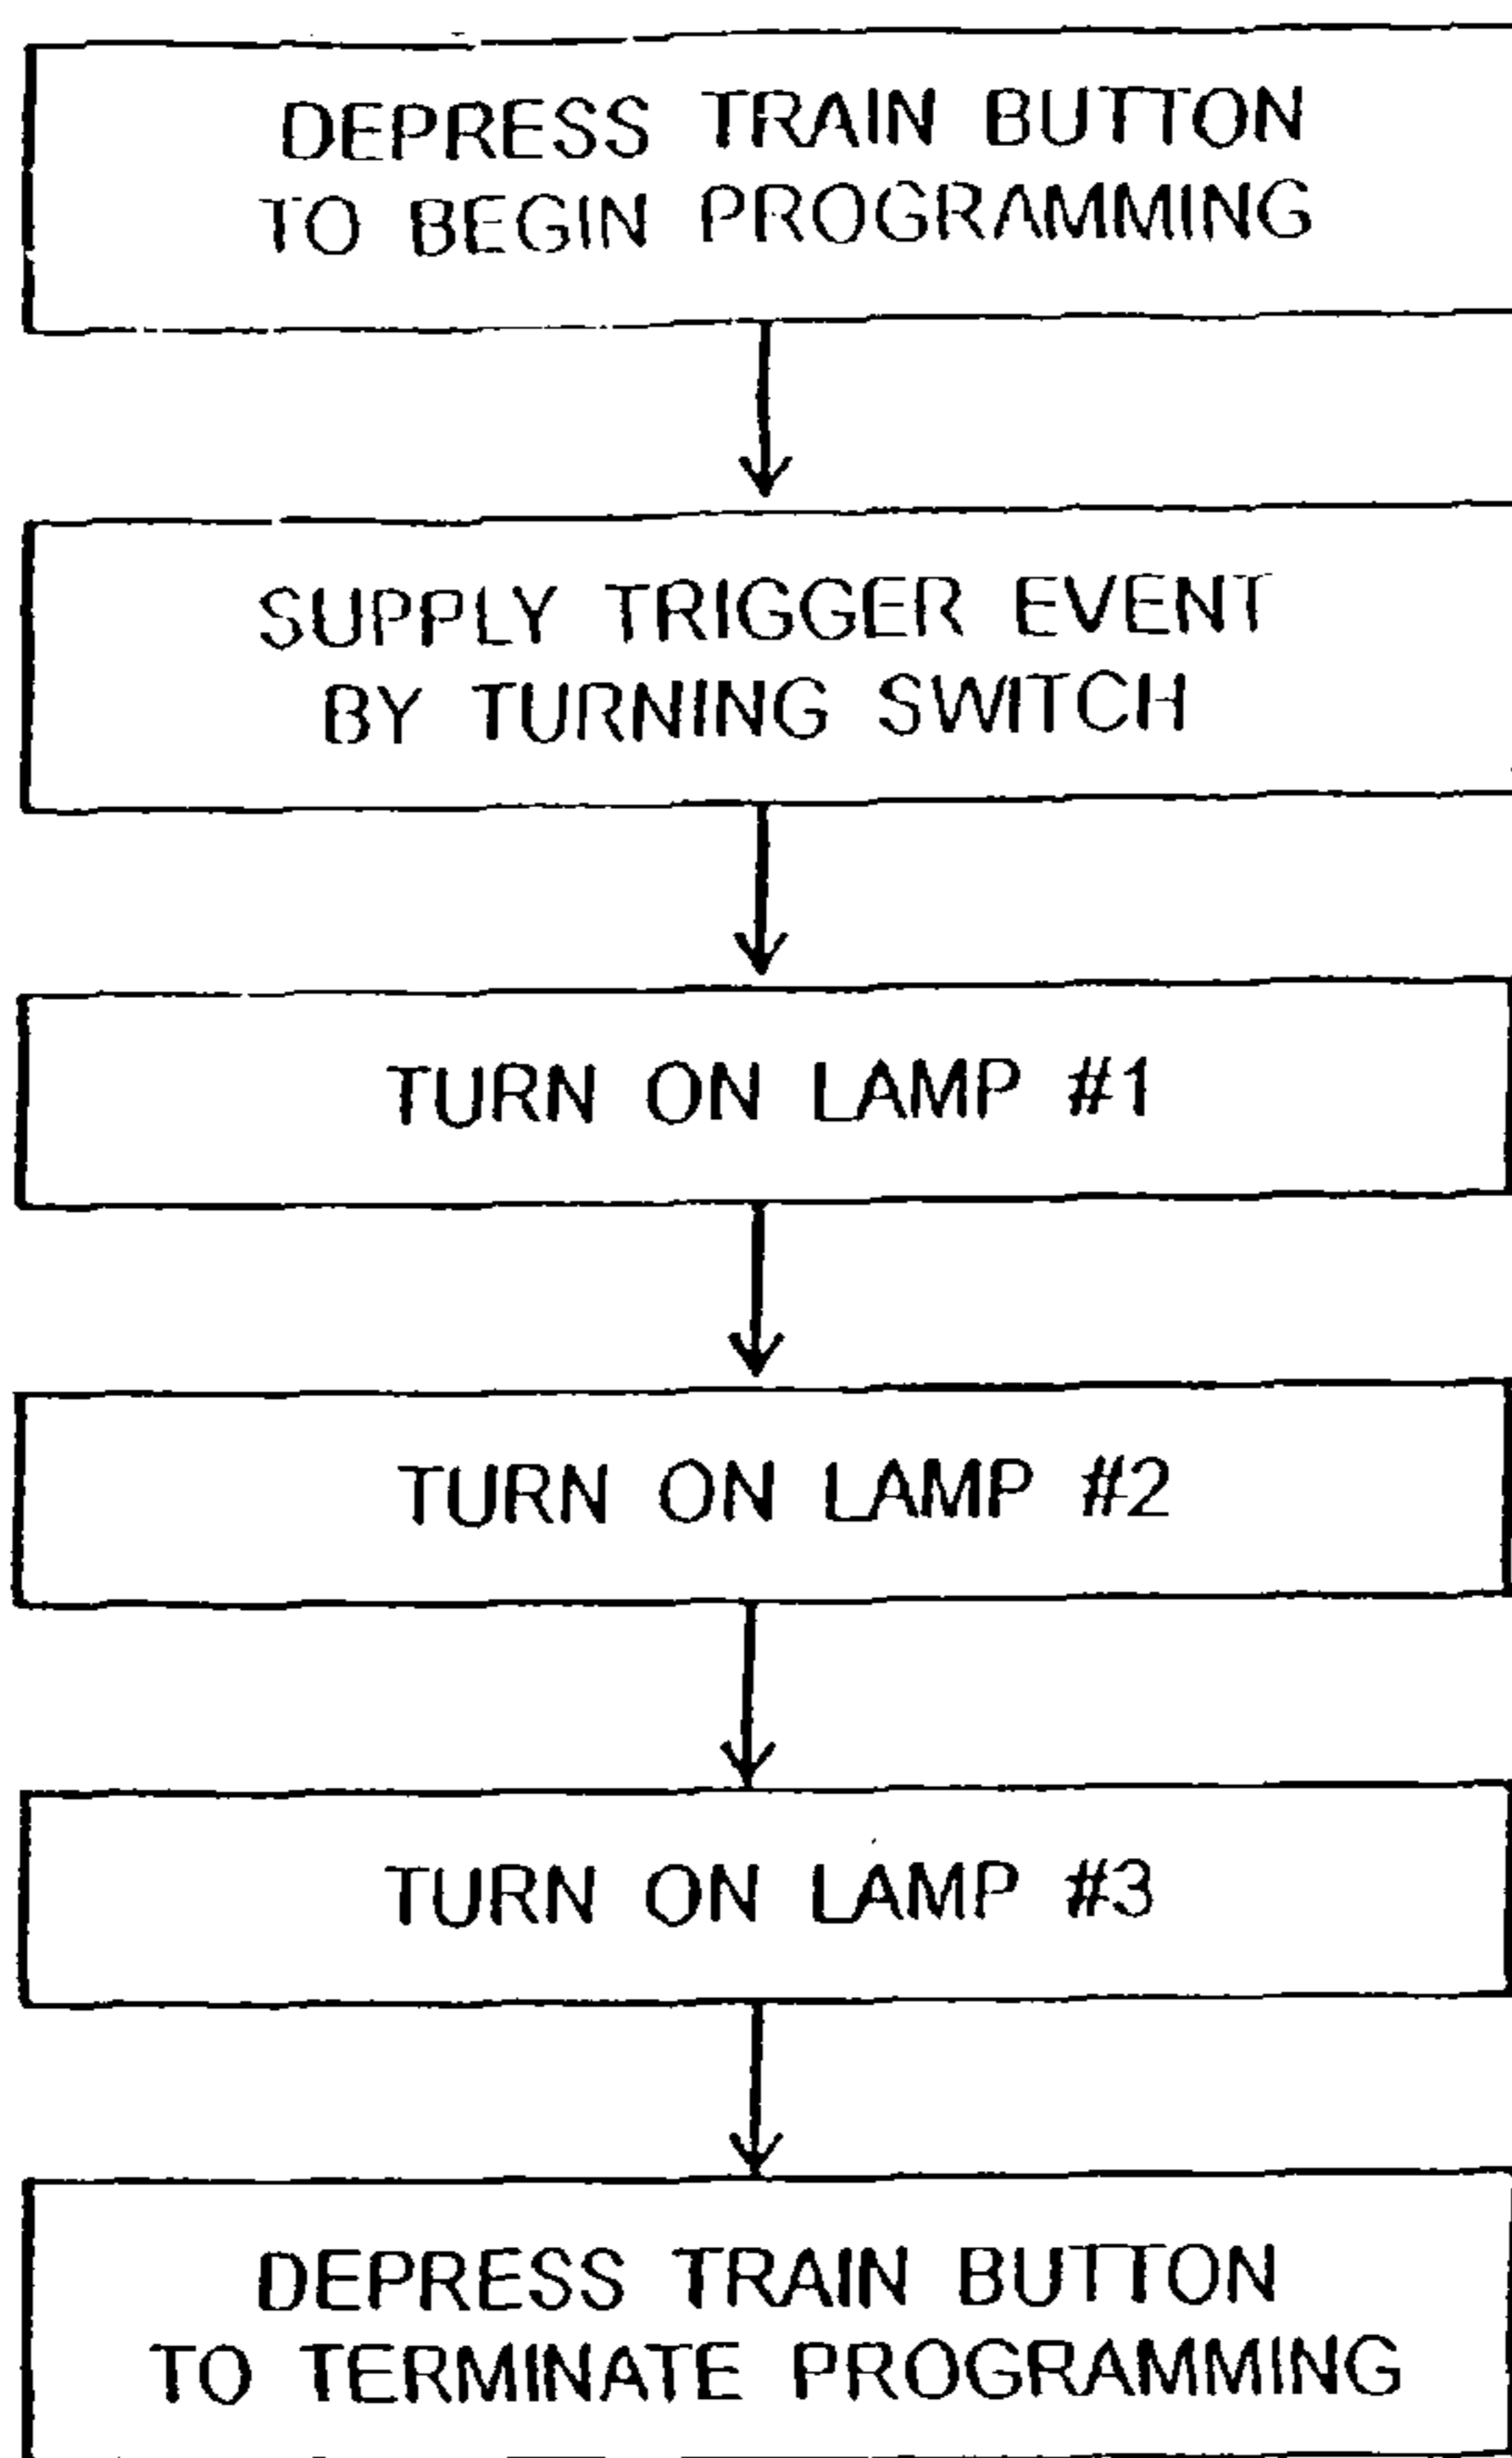 DEPRESS TRAIN BUTTON
TO BEGIN PROGRAMMING
SUPPLY TRIGGER EVENT
BY TURNING SWITCH
TURN ON LAMP #1
TURN ON LAMP #2
TURN ON LAMP #3
DEPRESS TRAIN BUTTON
TO TERMINATE PROGRAMMING